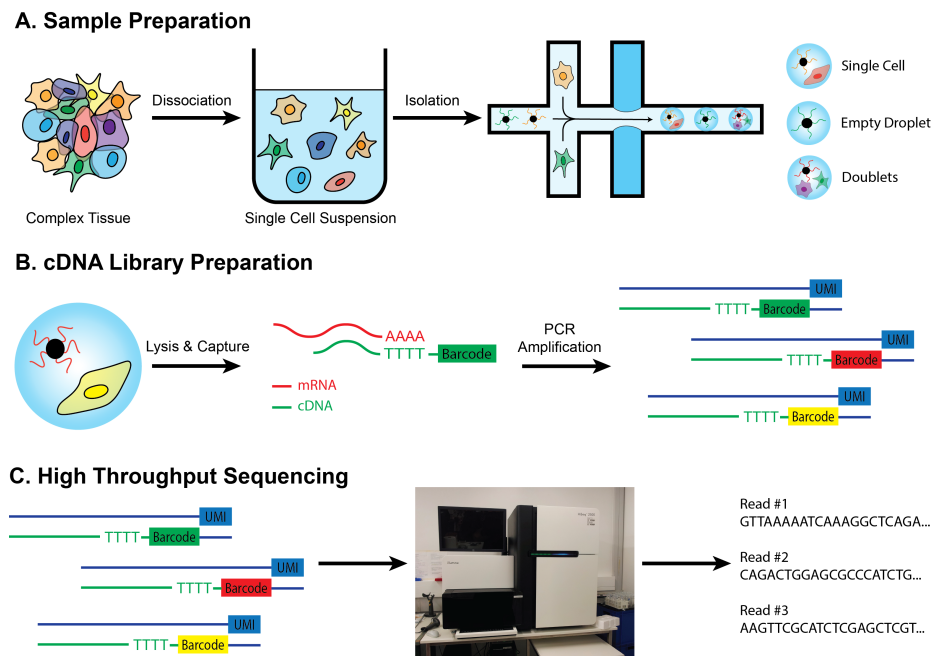 A. Sample Preparation
Dissociation
Isolation
Complex Tissue
Single Cell Suspension
Single Cell
Empty Droplet
Doublets
B. cDNA Library Preparation
Lysis & Capture
AAAA
TTTT
Barcode
mRNA
cDNA
PCR
Amplification
UMI
TTTT
Barcode
UMI
TTTT
Barcode
UMI
TTTT
Barcode
C. High Throughput Sequencing
UMI
TTTT
Barcode
UMI
TTTT
Barcode
UMI
TTTT
Barcode
Read #1
GTTAAAAATCAAAGGCTCAGA...
Read #2
CAGACTGGAGCGCCCATCTG...
Read #3
AAGTTCGCATCTCGAGCTCGT...